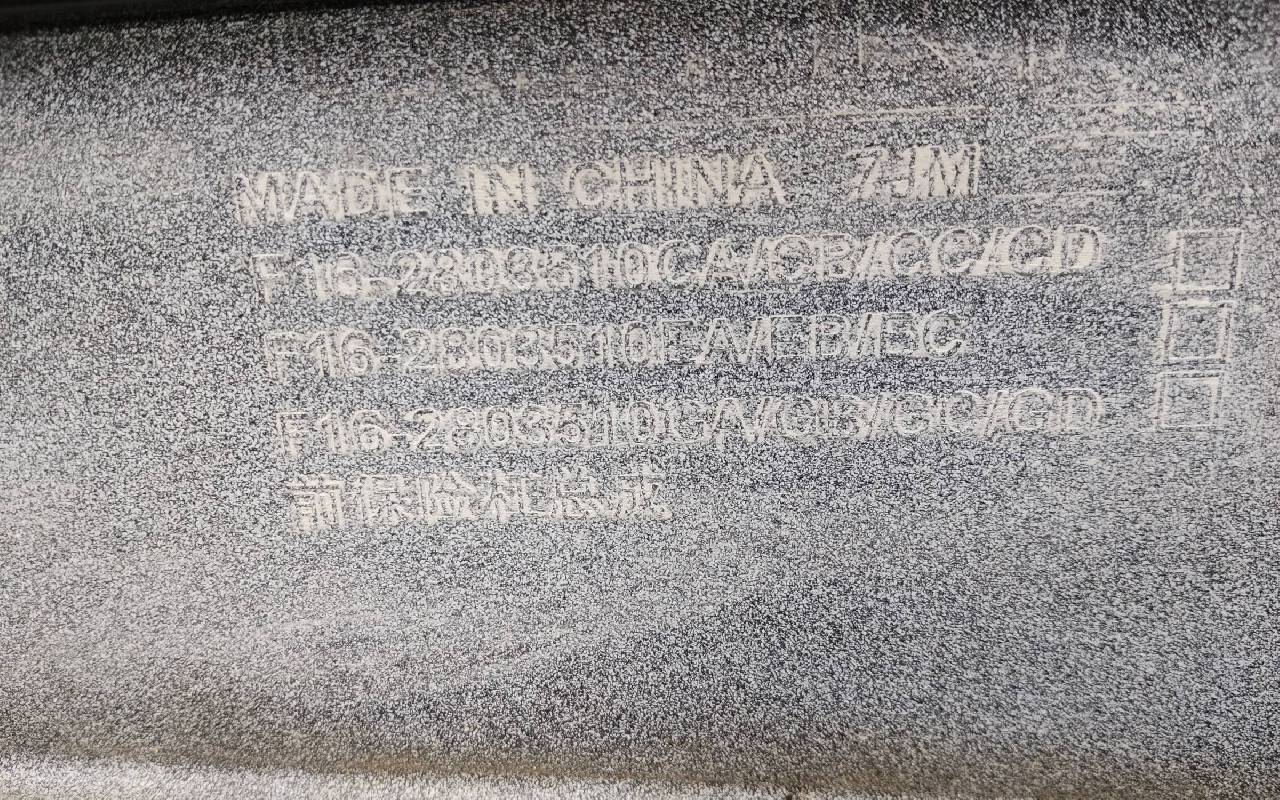 MADE IN CHINA ZJM
F16-2803510CA/CB/CC/CD
F16-2803510EA/EB/EC
F16-2803510GA/GB/GC/GD
前保险杠总成